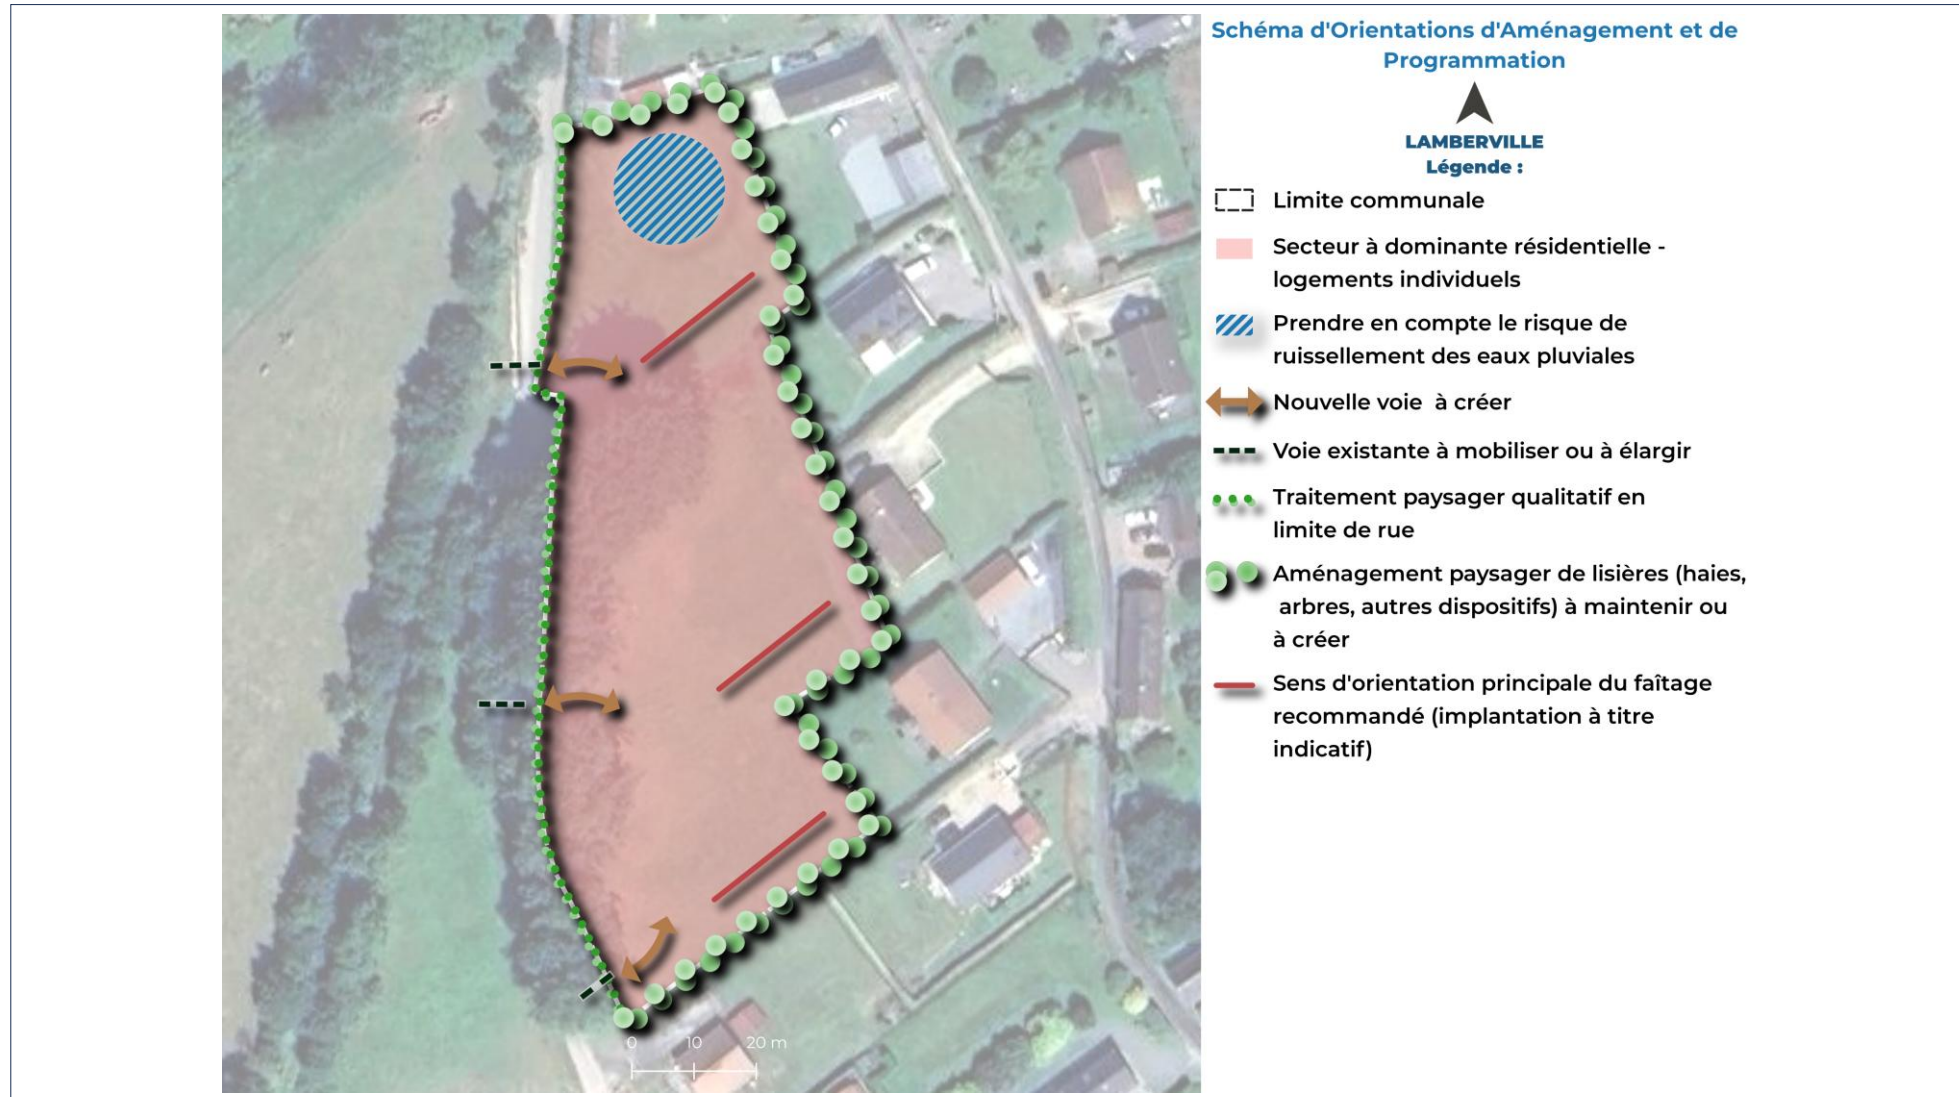 Schéma d'Orientations d'Aménagement et de
Programmation
LAMBERVILLE
Légende :
Limite communale
Secteur à dominante résidentielle -
logements individuels
Prendre en compte le risque de
ruissellement des eaux pluviales
Nouvelle voie à créer
Voie existante à mobiliser ou à élargir
Traitement paysager qualitatif en
limite de rue
Aménagement paysager de lisières (haies,
arbres, autres dispositifs) à maintenir ou
à créer
Sens d'orientation principale du faîtage
recommandé (implantation à titre
indicatif)
0 10 20 m